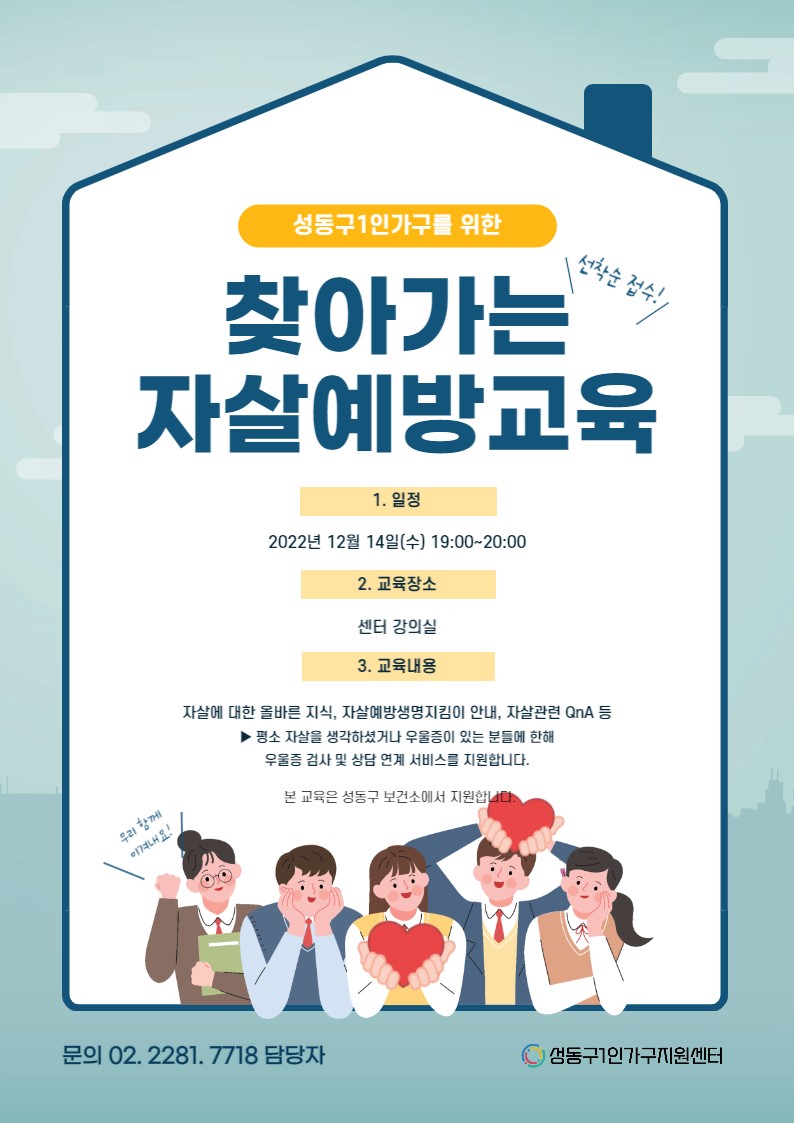 성동구1인가구를 위한
선착순 접수!
찾아가는
자살예방교육
1. 일정
2022년 12월 14일(수) 19:00~20:00
2. 교육장소
센터 강의실
3. 교육내용
자살에 대한 올바른 지식, 자살예방생명지킴이 안내, 자살관련 QnA 등
▶ 평소 자살을 생각하셨거나 우울증이 있는 분들에 한해
우울증 검사 및 상담 연계 서비스를 지원합니다.
본 교육은 성동구 보건소에서 지원합니다.
우리 함께
이겨내요!
문의 02. 2281. 7718 담당자
성동구1인가구지원센터